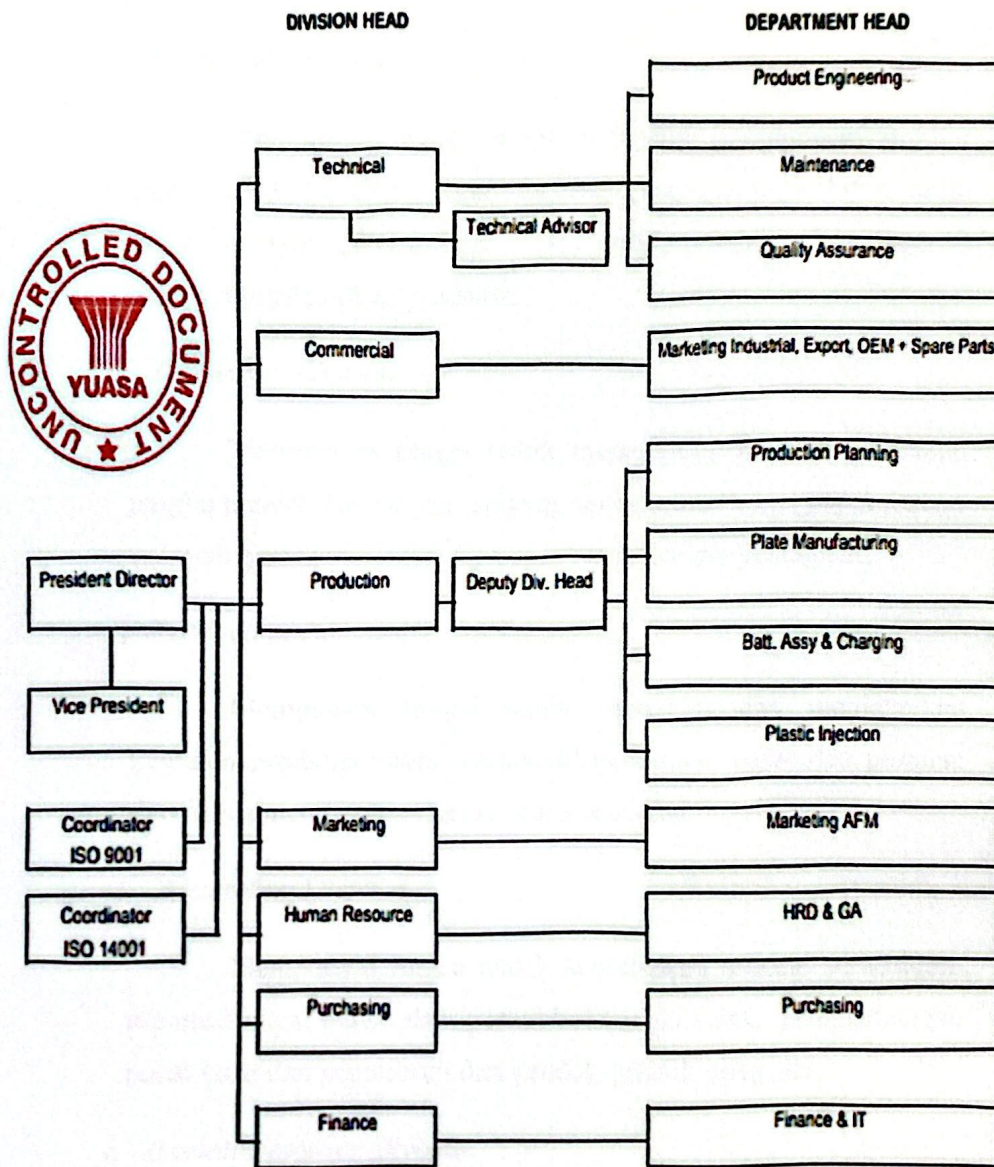 DIVISION HEAD
DEPARTMENT HEAD
Product Engineering
Technical
Maintenance
Technical Advisor
Quality Assurance
UNCONTROLLED DOCUMENT
YUASA
Commercial
Marketing Industrial, Export, OEM + Spare Parts
Production Planning
Plate Manufacturing
President Director
Production
Deputy Div. Head
Batt. Assy & Charging
Vice President
Plastic Injection
Coordinator
ISO 9001
Marketing
Marketing AFM
Coordinator
ISO 14001
Human Resource
HRD & GA
Purchasing
Purchasing
Finance
Finance & IT